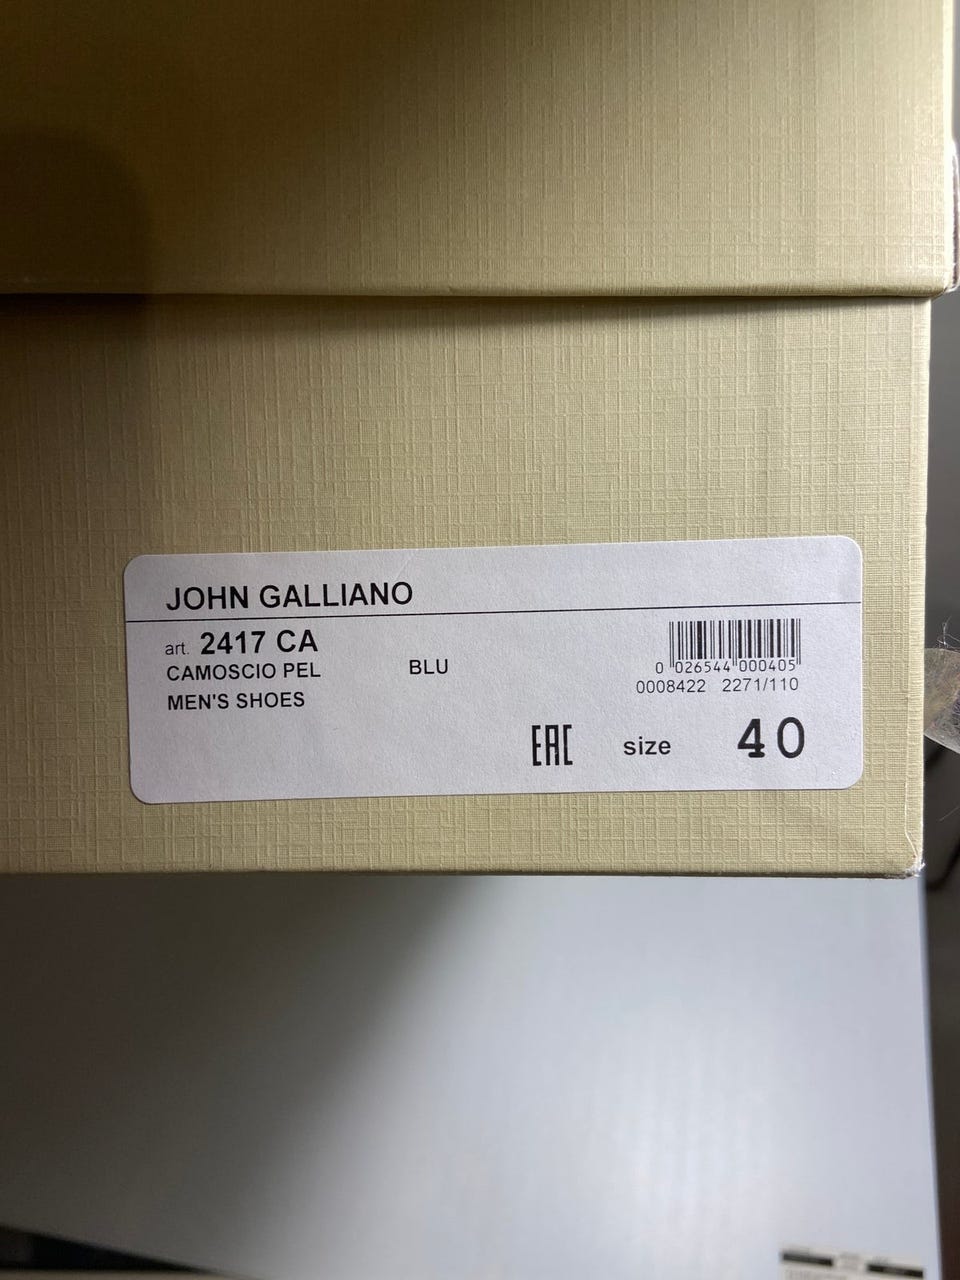 JOHN GALLIANO
art. 2417 CA
CAMOSCIO PEL BLU
MEN'S SHOES
0 026544 000405
0008422 2271/110
EAC size 40